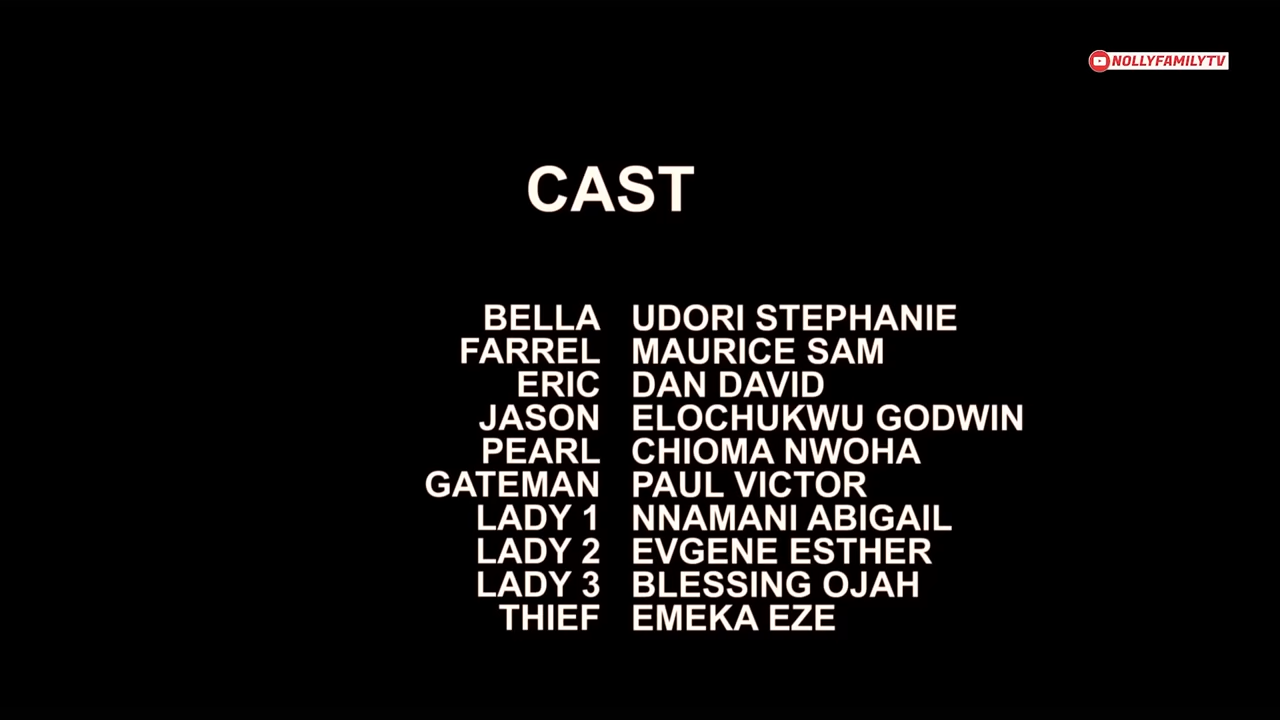 NOLLYFAMILYTV
CAST
BELLA UDORI STEPHANIE
FARREL MAURICE SAM
ERIC DAN DAVID
JASON ELOCHUKWU GODWIN
PEARL CHIOMA NWOHA
GATEMAN PAUL VICTOR
LADY 1 NNAMANI ABIGAIL
LADY 2 EVGENE ESTHER
LADY 3 BLESSING OJAH
THIEF EMEKA EZE